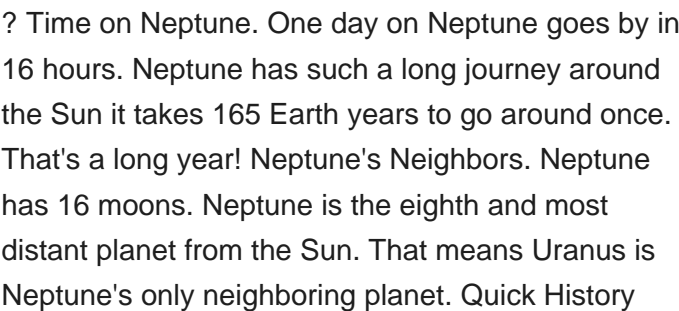 ? Time on Neptune. One day on Neptune goes by in
16 hours. Neptune has such a long journey around
the Sun it takes 165 Earth years to go around once.
That's a long year! Neptune's Neighbors. Neptune
has 16 moons. Neptune is the eighth and most
distant planet from the Sun. That means Uranus is
Neptune's only neighboring planet. Quick History